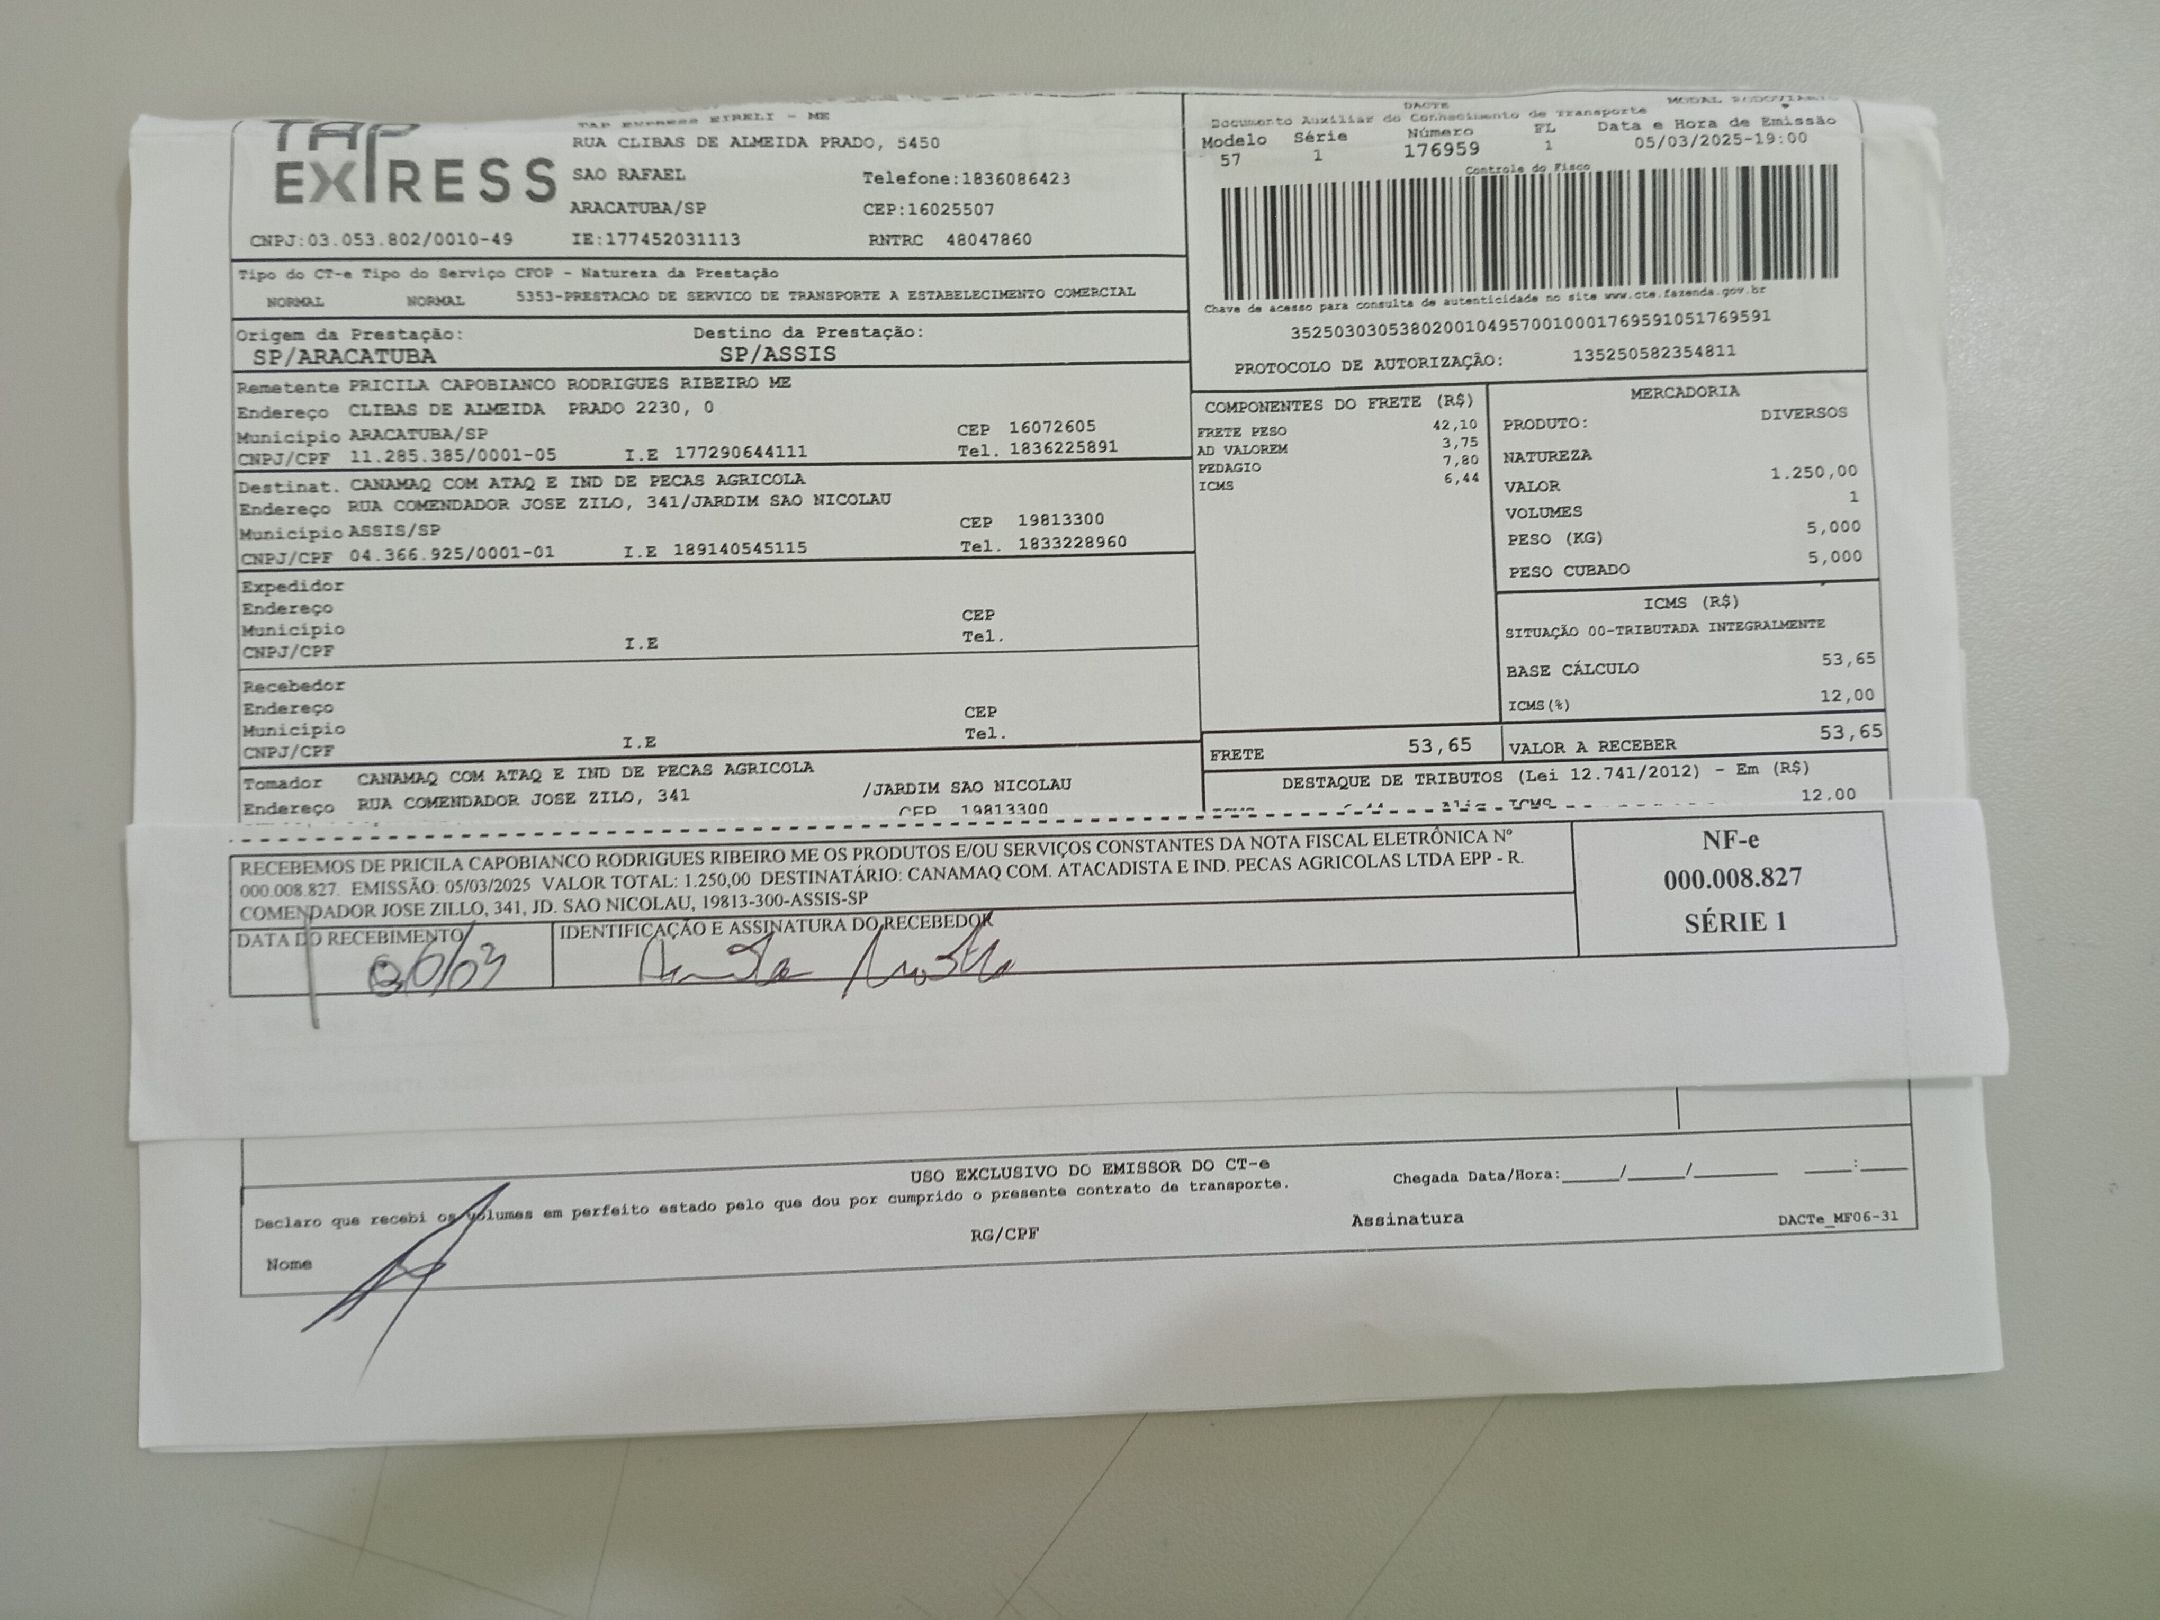 TAP EXPRESS
TAP EXPRESS EIRELI - ME
RUA CLIBAS DE ALMEIDA PRADO, 5450
SAO RAFAEL Telefone:1836086423
ARACATUBA/SP CEP:16025507
CNPJ:03.053.802/0010-49 IE:177452031113 RNTRC 48047860
DACTE MODAL RODOVIÁRIO
Documento Auxiliar do Conhecimento de Transporte
Modelo Série Número FL Data e Hora de Emissão
57 1 176959 1 05/03/2025-19:00
Controle do Fisco
Chave de acesso para consulta de autenticidade no site www.cte.fazenda.gov.br
35250303053802001049570010001769591051769591
PROTOCOLO DE AUTORIZAÇÃO: 135250582354811
Tipo do CT-e Tipo do Serviço CFOP - Natureza da Prestação
NORMAL NORMAL 5353-PRESTACAO DE SERVICO DE TRANSPORTE A ESTABELECIMENTO COMERCIAL
Origem da Prestação: Destino da Prestação:
SP/ARACATUBA SP/ASSIS
Remetente PRICILA CAPOBIANCO RODRIGUES RIBEIRO ME
Endereço CLIBAS DE ALMEIDA PRADO 2230, 0
Município ARACATUBA/SP CEP 16072605
CNPJ/CPF 11.285.385/0001-05 I.E 177290644111 Tel. 1836225891
Destinat. CANAMAQ COM ATAQ E IND DE PECAS AGRICOLA
Endereço RUA COMENDADOR JOSE ZILO, 341/JARDIM SAO NICOLAU
Município ASSIS/SP CEP 19813300
CNPJ/CPF 04.366.925/0001-01 I.E 189140545115 Tel. 1833228960
Expedidor
Endereço
Município CEP
CNPJ/CPF I.E Tel.
Recebedor
Endereço
Município CEP
CNPJ/CPF I.E Tel.
Tomador CANAMAQ COM ATAQ E IND DE PECAS AGRICOLA
Endereço RUA COMENDADOR JOSE ZILO, 341 /JARDIM SAO NICOLAU
CEP 19813300
COMPONENTES DO FRETE (R$)
FRETE PESO 42,10
AD VALOREM 3,75
PEDAGIO 7,80
ICMS 6,44
MERCADORIA
PRODUTO: DIVERSOS
NATUREZA
VALOR 1.250,00
VOLUMES 1
PESO (KG) 5,000
PESO CUBADO 5,000
ICMS (R$)
SITUAÇÃO 00-TRIBUTADA INTEGRALMENTE
BASE CÁLCULO 53,65
ICMS(%) 12,00
FRETE 53,65 VALOR A RECEBER 53,65
DESTAQUE DE TRIBUTOS (Lei 12.741/2012) - Em (R$)
ICMS 6,44 Aliq ICMS 12,00
RECEBEMOS DE PRICILA CAPOBIANCO RODRIGUES RIBEIRO ME OS PRODUTOS E/OU SERVIÇOS CONSTANTES DA NOTA FISCAL ELETRÔNICA Nº
000.008.827. EMISSÃO: 05/03/2025 VALOR TOTAL: 1.250,00 DESTINATÁRIO: CANAMAQ COM. ATACADISTA E IND. PECAS AGRICOLAS LTDA EPP - R.
COMENDADOR JOSE ZILLO, 341, JD. SAO NICOLAU, 19813-300-ASSIS-SP
DATA DO RECEBIMENTO IDENTIFICAÇÃO E ASSINATURA DO RECEBEDOR
06/03
NF-e
000.008.827
SÉRIE 1
USO EXCLUSIVO DO EMISSOR DO CT-e
Chegada Data/Hora:_____/_____/_______ ____:____
Declaro que recebi os volumes em perfeito estado pelo que dou por cumprido o presente contrato de transporte.
Nome RG/CPF Assinatura
DACTe_MF06-31